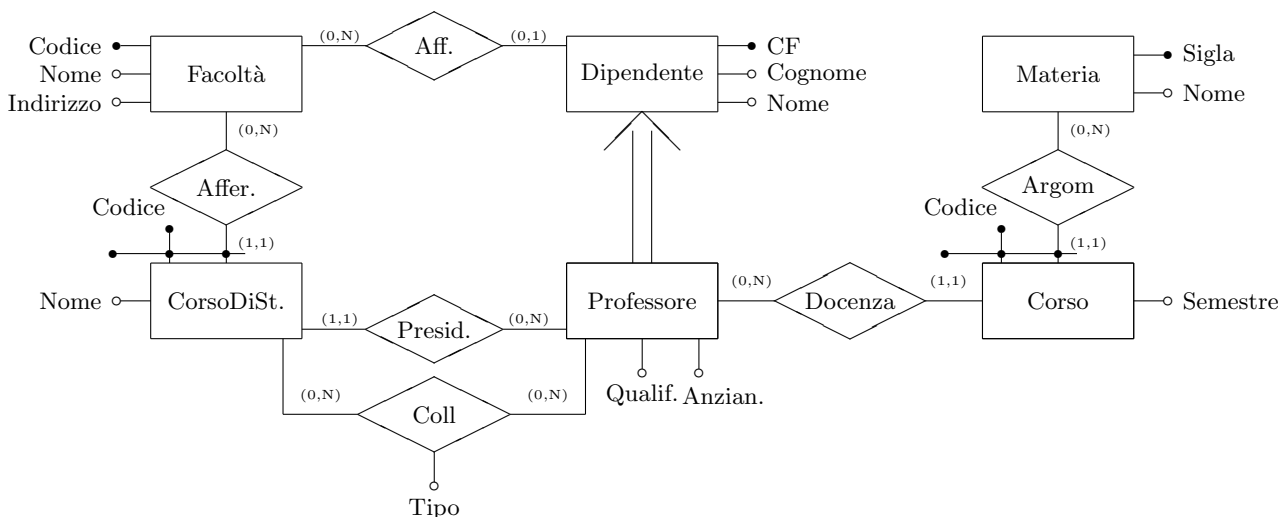 (0,N) Aff. (0,1)
Codice Facoltà Dipendente CF Materia Sigla
Nome Cognome Nome
Indirizzo Nome
(0,N) (0,N)
Affer. Argom
Codice Codice
(1,1) (1,1)
Nome CorsoDiSt. Professore (0,N) Docenza (1,1) Corso Semestre
(1,1) Presid. (0,N)
(0,N) Coll (0,N) Qualif. Anzian.
Tipo